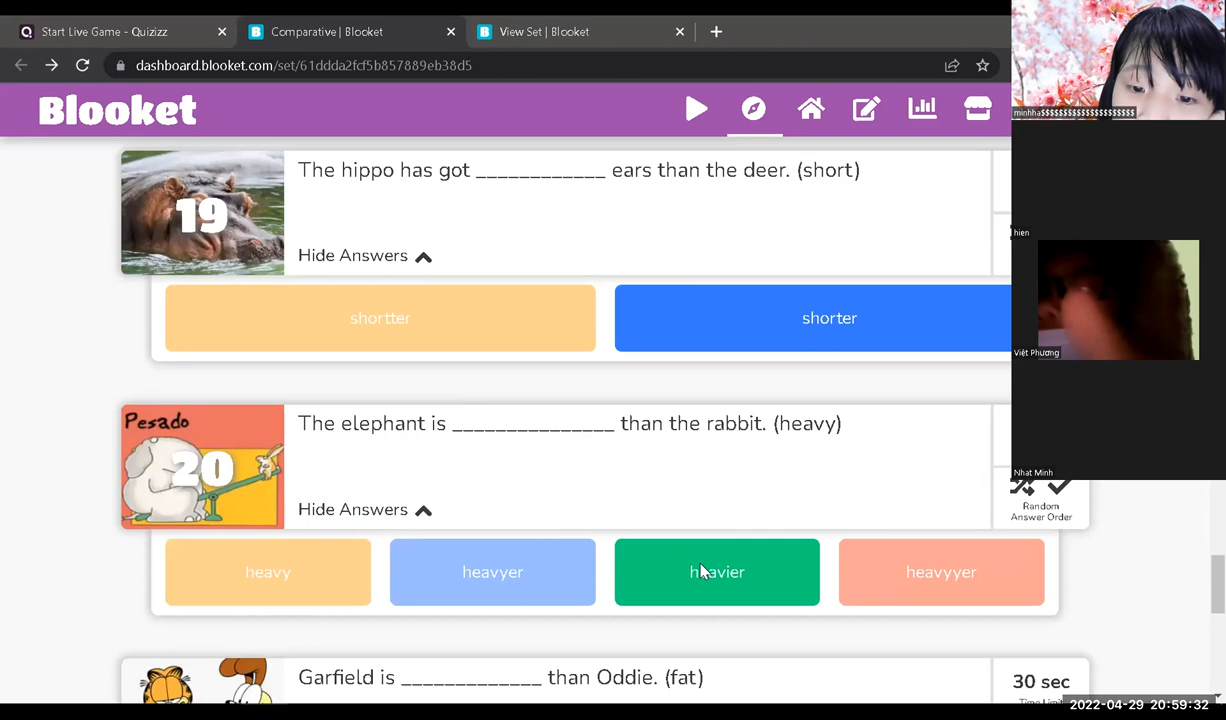 Start Live Game - Quizizz
Comparative | Blooket
View Set | Blooket
dashboard.blooket.com/set/61ddda2fcf5b857889eb38d5
Blooket
minhha$$$$$$$$$$$$$$$$$$$$
19
The hippo has got ____________ ears than the deer. (short)
Hide Answers
hien
shortter
shorter
Việt Phương
Pesado
20
The elephant is _______________ than the rabbit. (heavy)
Hide Answers
Nhat Minh
Random
Answer Order
heavy
heavyer
heavier
heavyyer
Garfield is _____________ than Oddie. (fat)
30 sec
2022-04-29 20:59:32